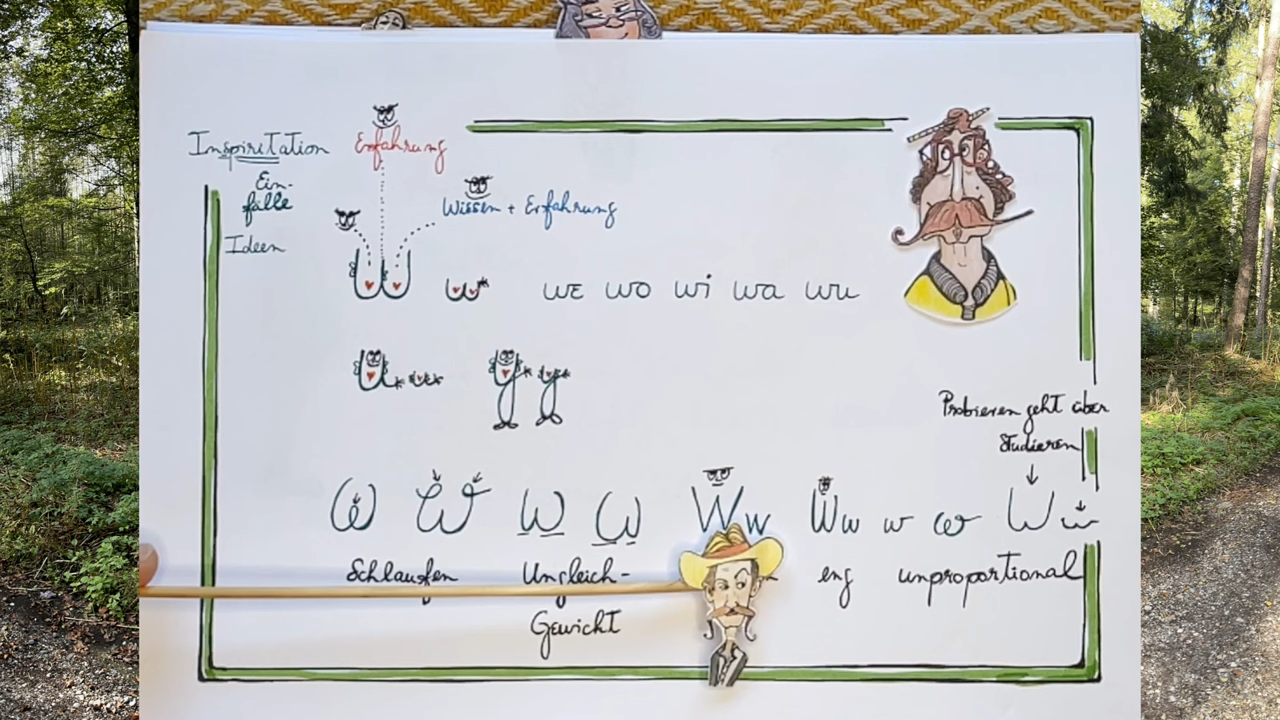 Inspiritation
Erfahrung
Ein-
fälle
Wissen + Erfahrung
Ideen
W w we wo wi wa wu
U u y y
W W W W W w W w w w W w
Probieren geht über
Studieren
Schlaufen Ungleich- eng unproportional
Gewicht